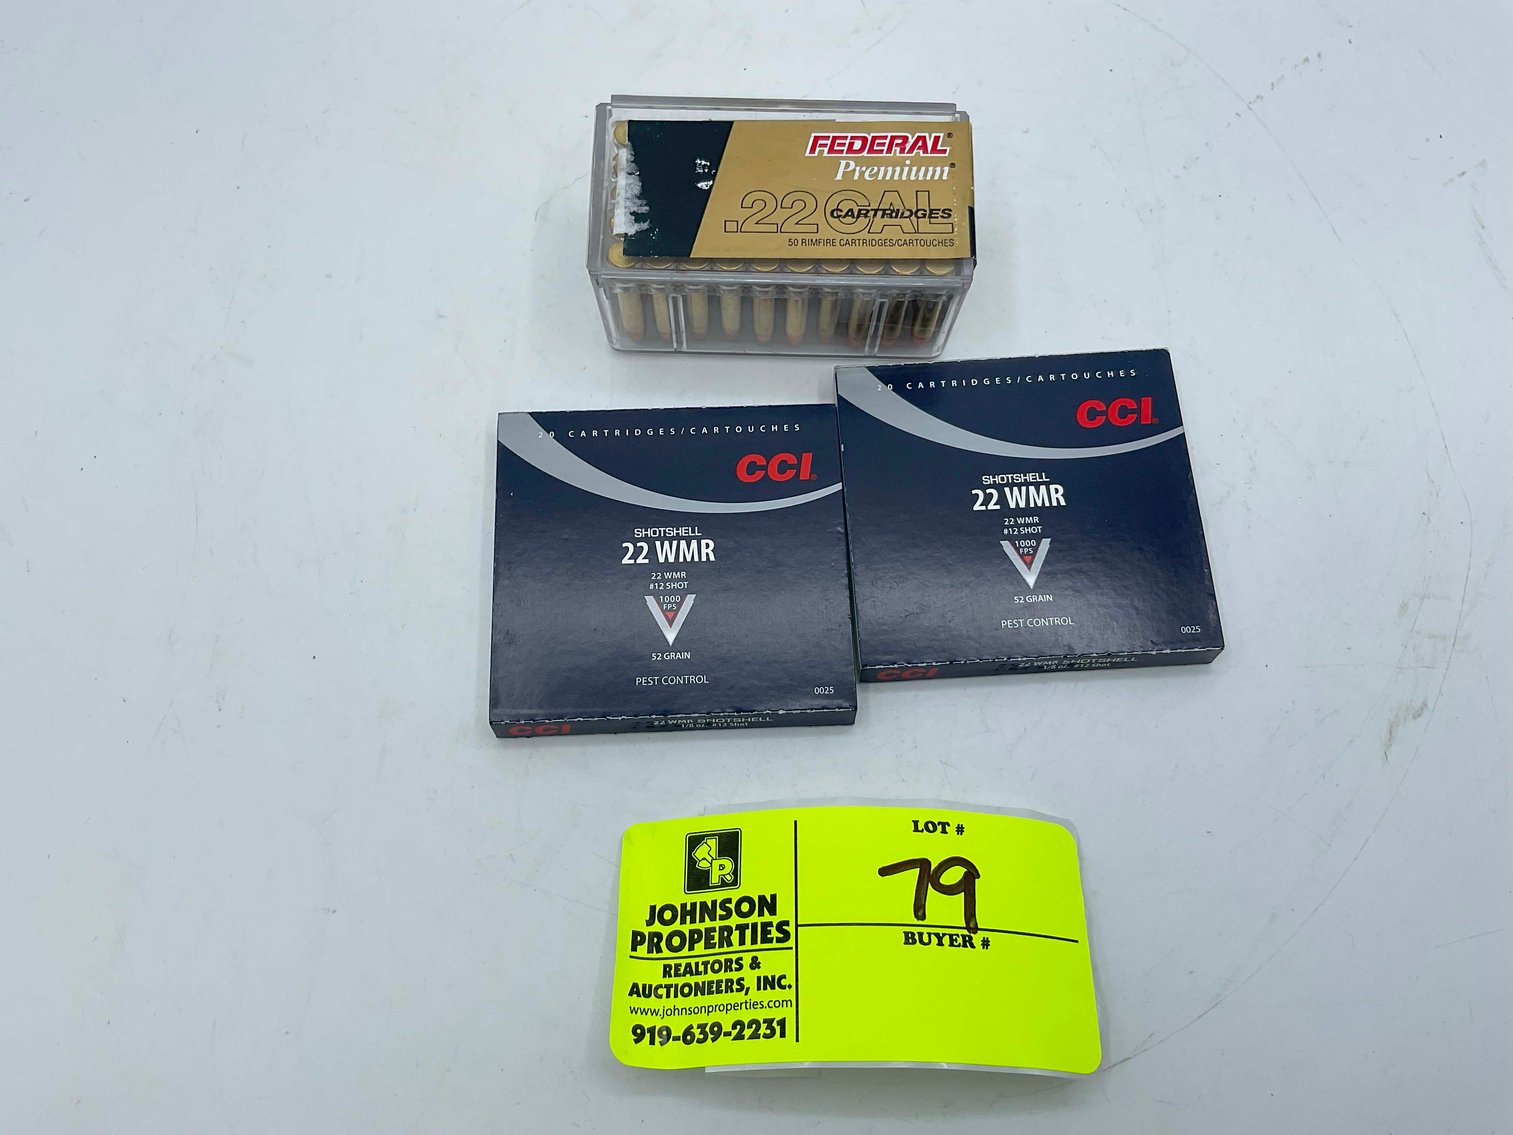 FEDERAL®
Premium®
.22 CAL
CARTRIDGES
50 RIMFIRE CARTRIDGES/CARTOUCHES
20 CARTRIDGES/CARTOUCHES
CCI®
SHOTSHELL
22 WMR
22 WMR
#12 SHOT
1000
FPS
52 GRAIN
PEST CONTROL
0025
CCI
22 WMR SHOTSHELL
1/8 oz. #12 Shot
20 CARTRIDGES/CARTOUCHES
CCI®
SHOTSHELL
22 WMR
22 WMR
#12 SHOT
1000
FPS
52 GRAIN
PEST CONTROL
0025
CCI
22 WMR SHOTSHELL
1/8 oz. #12 Shot
JP
JOHNSON
PROPERTIES
REALTORS &
AUCTIONEERS, INC.
www.johnsonproperties.com
919-639-2231
LOT #
79
BUYER #